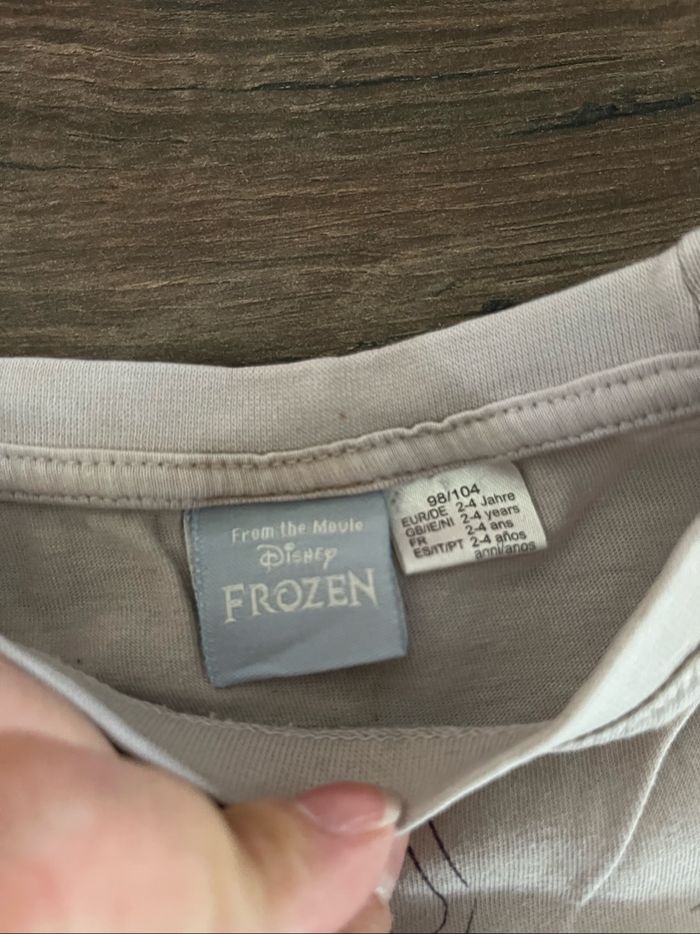 From the Movie
Disney
FROZEN
98/104
EUR/DE 2-4 Jahre
GB/IE/NI 2-4 years
FR 2-4 ans
ES/IT/PT 2-4 años
anni/anos